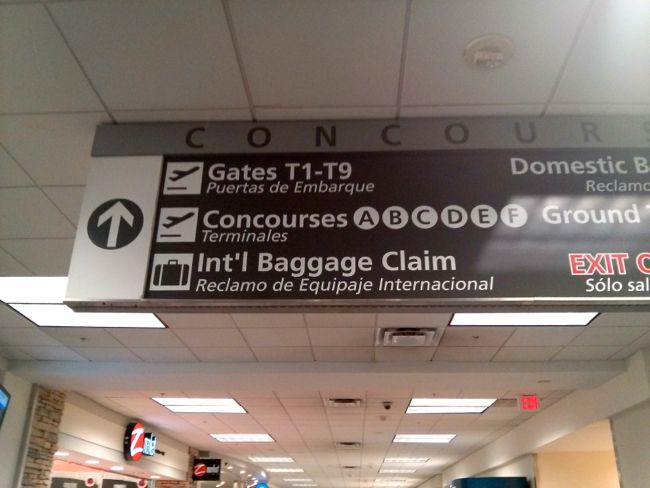 CONCOURS
Gates T1-T9
Puertas de Embarque
Concourses A B C D E F
Terminales
Int'l Baggage Claim
Reclamo de Equipaje Internacional
Domestic B
Reclamo
Ground
EXIT
Sólo sal
EXIT